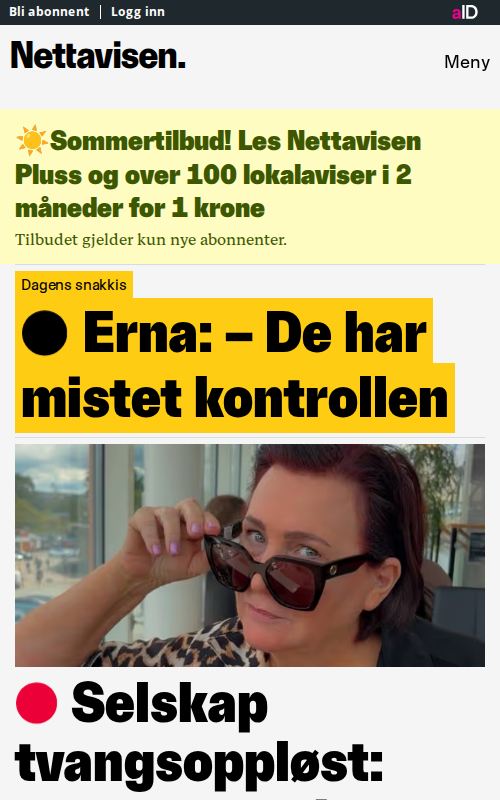 Bli abonnent | Logg inn
aID
Nettavisen.
Meny
☀️Sommertilbud! Les Nettavisen
Pluss og over 100 lokalaviser i 2
måneder for 1 krone
Tilbudet gjelder kun nye abonnenter.
Dagens snakkis
⚫ Erna: – De har
mistet kontrollen
🔴 Selskap
tvangsoppløst: